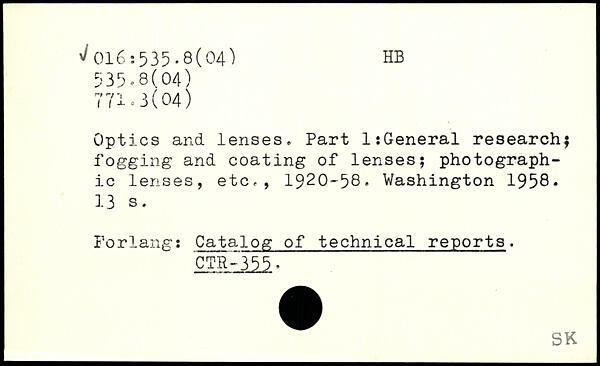 ✓016:535.8(04) HB
535.8(04)
771.3(04)
Optics and lenses. Part 1:General research;
fogging and coating of lenses; photograph-
ic lenses, etc., 1920-58. Washington 1958.
13 s.
Forlang: Catalog of technical reports.
CTR-355.
SK